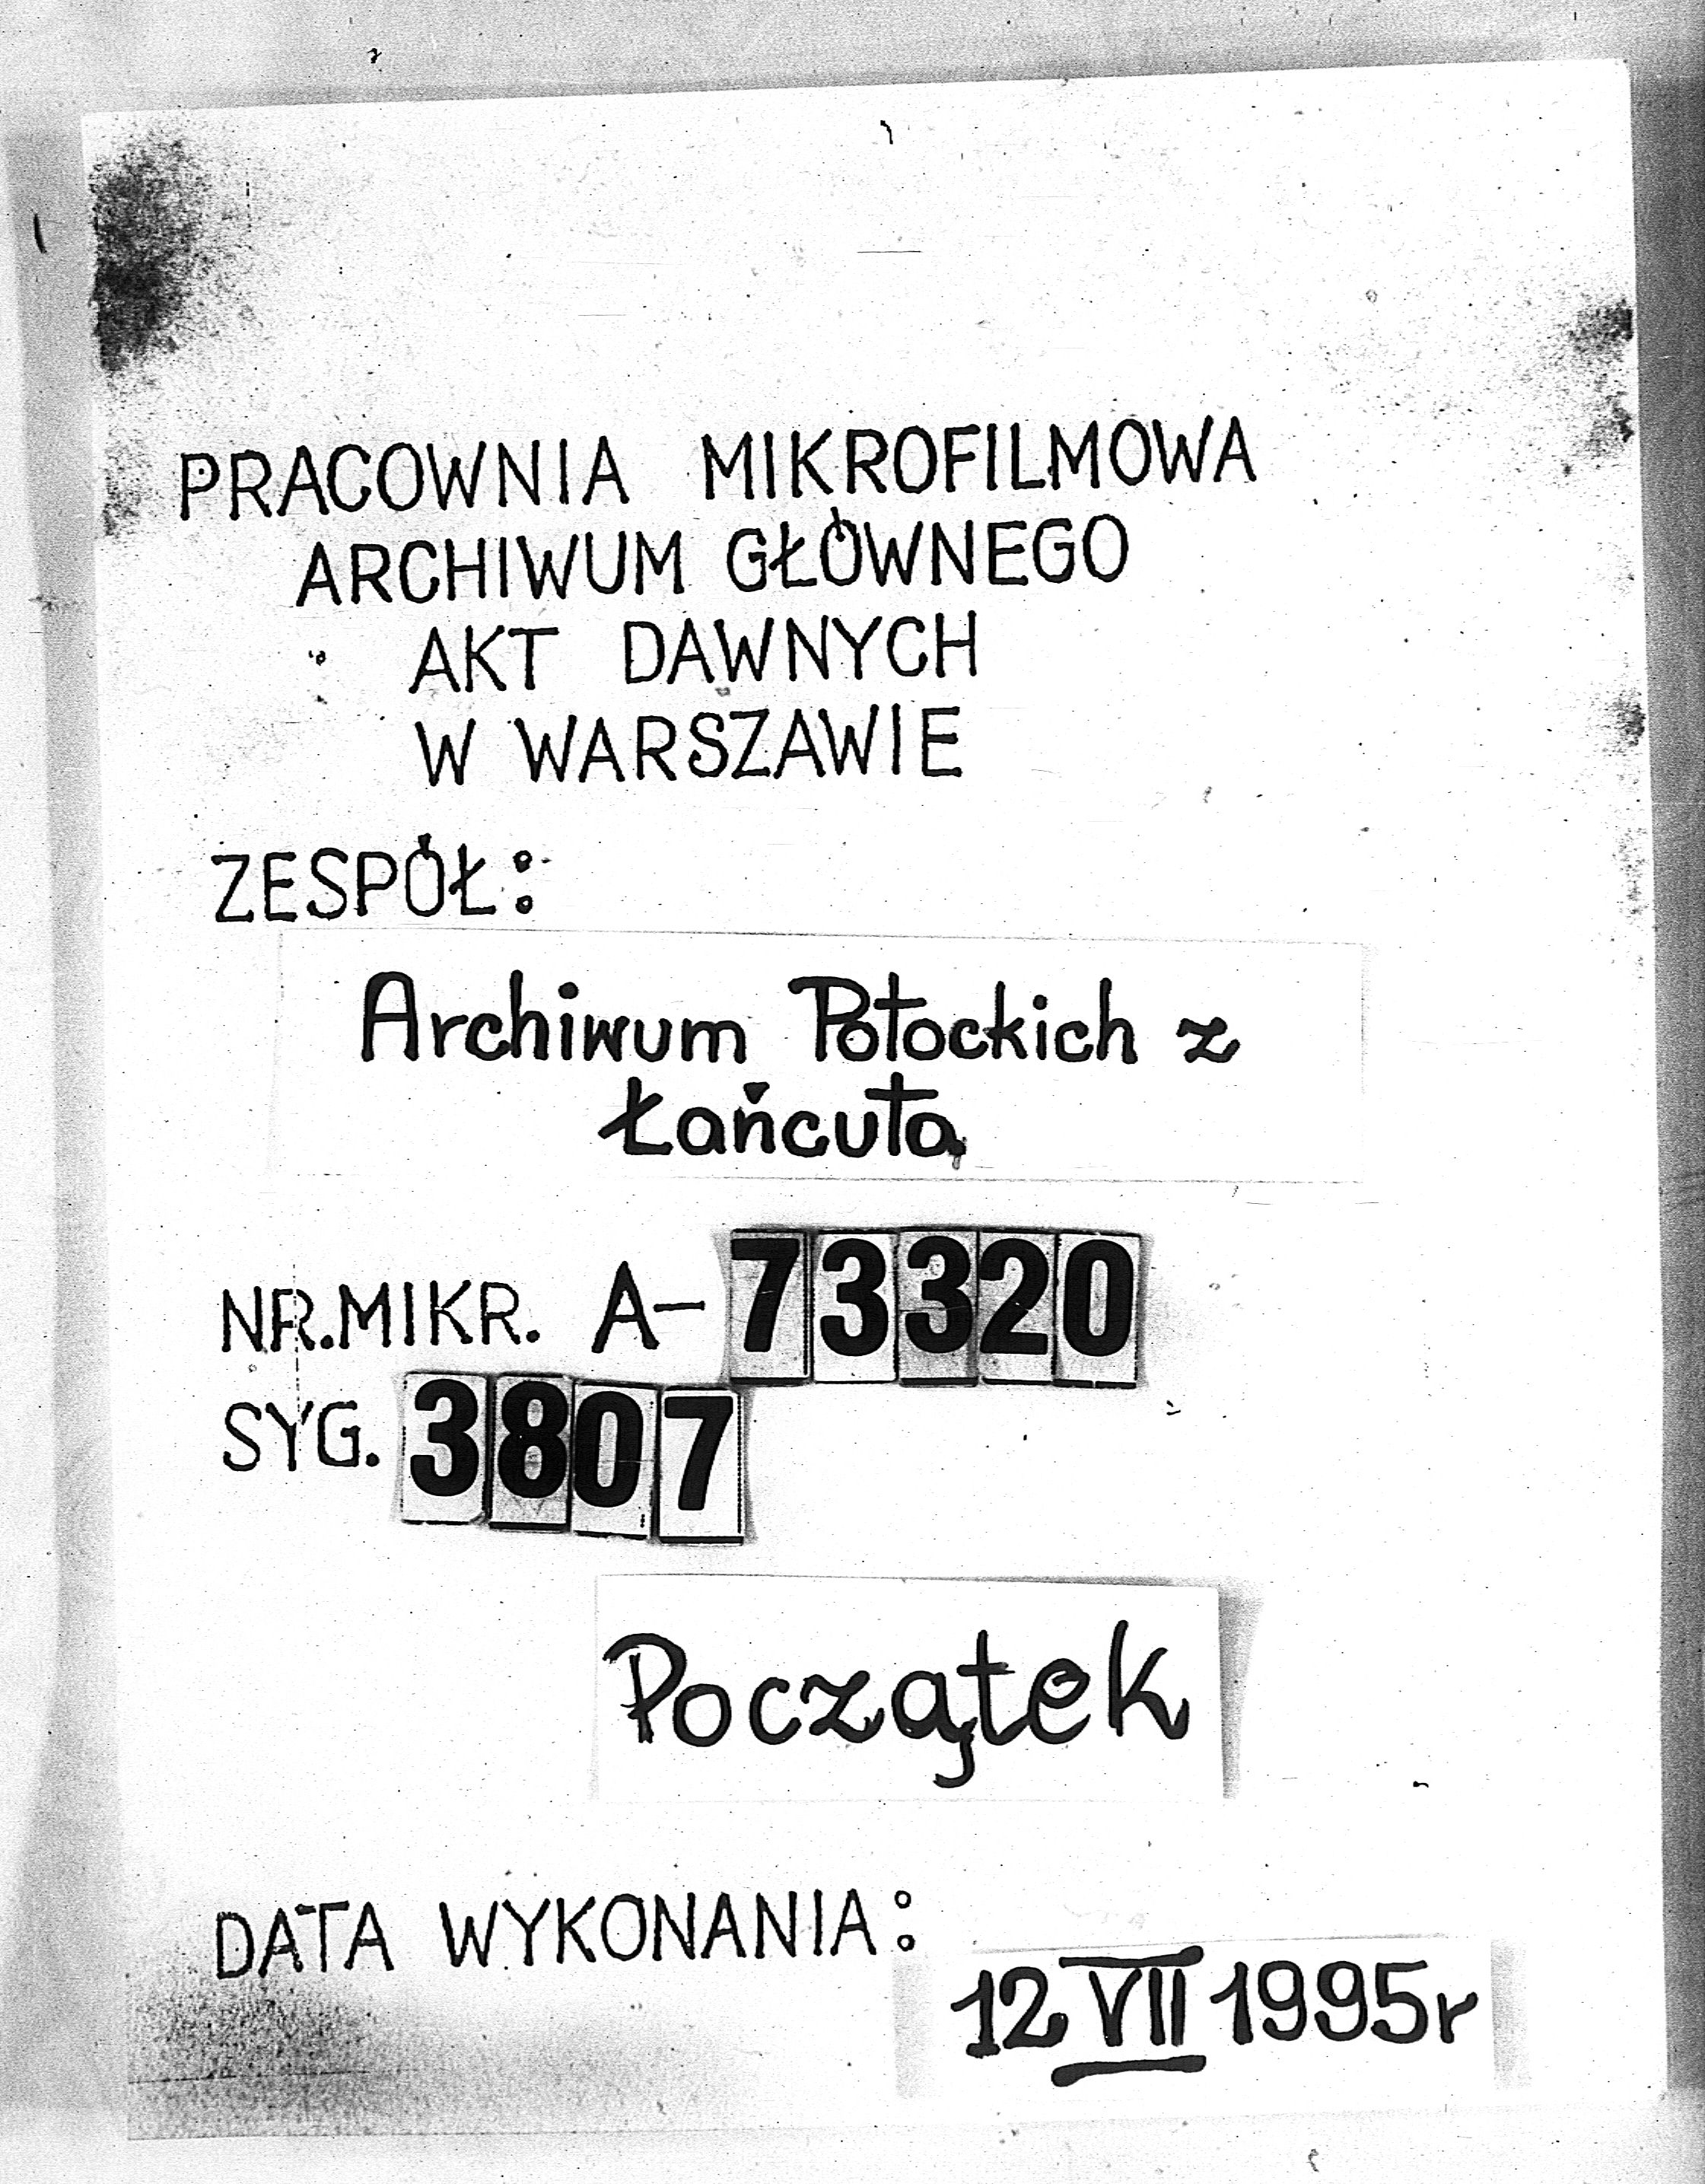 PRACOWNIA MIKROFILMOWA
ARCHIWUM GŁÓWNEGO
AKT DAWNYCH
W WARSZAWIE
ZESPÓŁ:
Archiwum Potockich z
Łańcuta
NR.MIKR. A-73320
SYG. 3807
Początek
DATA WYKONANIA:
12 VII 1995r